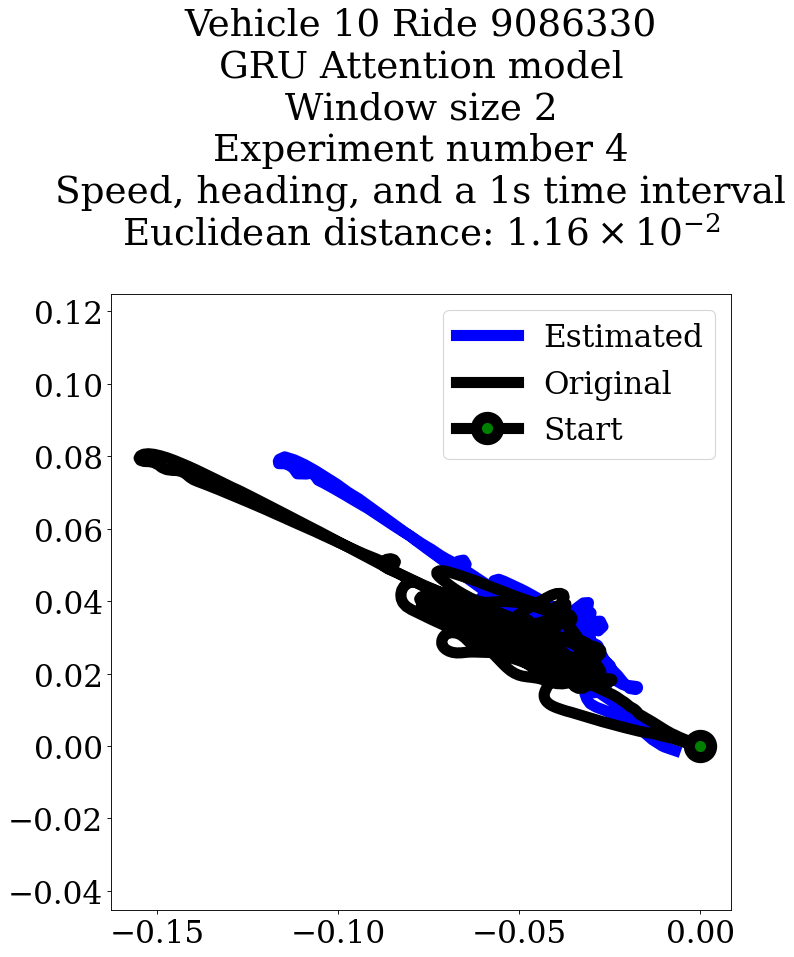 Vehicle 10 Ride 9086330
GRU Attention model
Window size 2
Experiment number 4
Speed, heading, and a 1s time interval
Euclidean distance: 1.16 × 10⁻²
0.12
0.10
0.08
0.06
0.04
0.02
0.00
−0.02
−0.04
Estimated
Original
Start
−0.15
−0.10
−0.05
0.00